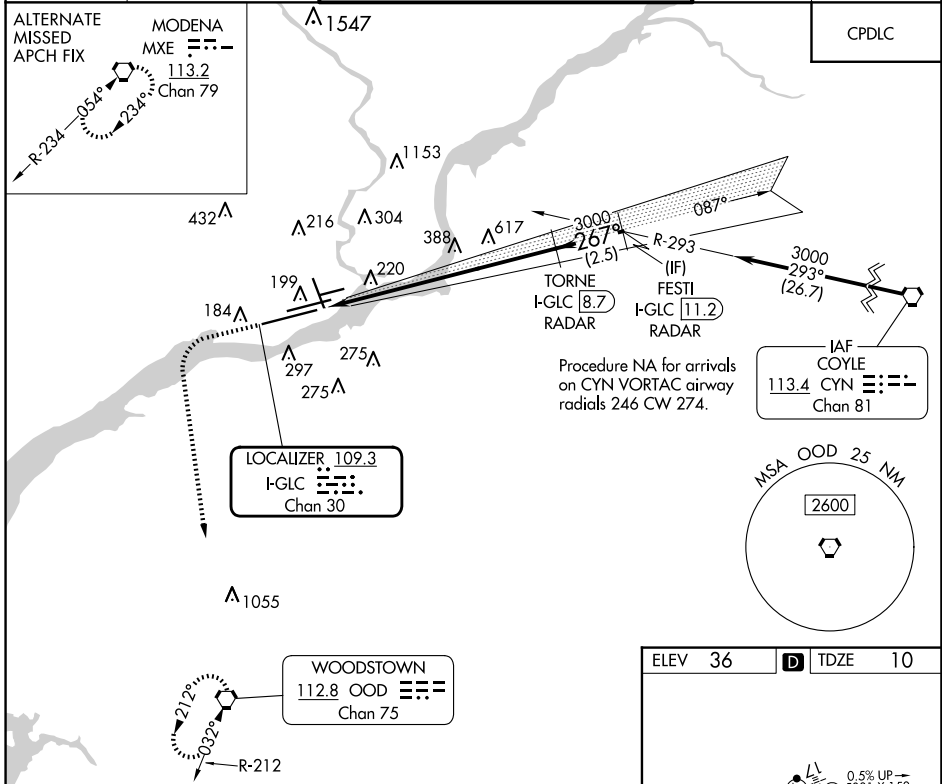 ALTERNATE
MISSED
APCH FIX
MODENA
MXE
113.2
Chan 79
R-234
054°
234°
1547
CPDLC
1153
432
216
304
388
617
3000
267°
(2.5)
087°
R-293
3000
293°
(26.7)
199
220
184
TORNE
I-GLC 8.7
RADAR
(IF)
FESTI
I-GLC 11.2
RADAR
297
275
275
Procedure NA for arrivals
on CYN VORTAC airway
radials 246 CW 274.
IAF
COYLE
113.4 CYN
Chan 81
LOCALIZER 109.3
I-GLC
Chan 30
MSA OOD 25 NM
2600
1055
WOODSTOWN
112.8 OOD
Chan 75
212°
032°
R-212
ELEV 36
D
TDZE 10
0.5% UP